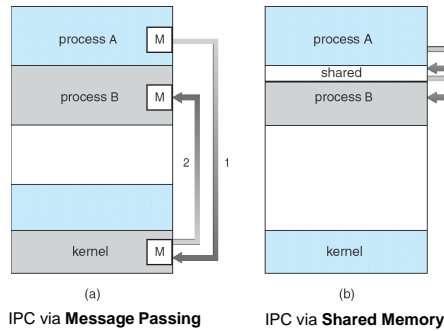 process A M
process B M
2 1
kernel M
(a)
IPC via Message Passing
process A
shared
process B
kernel
(b)
IPC via Shared Memory